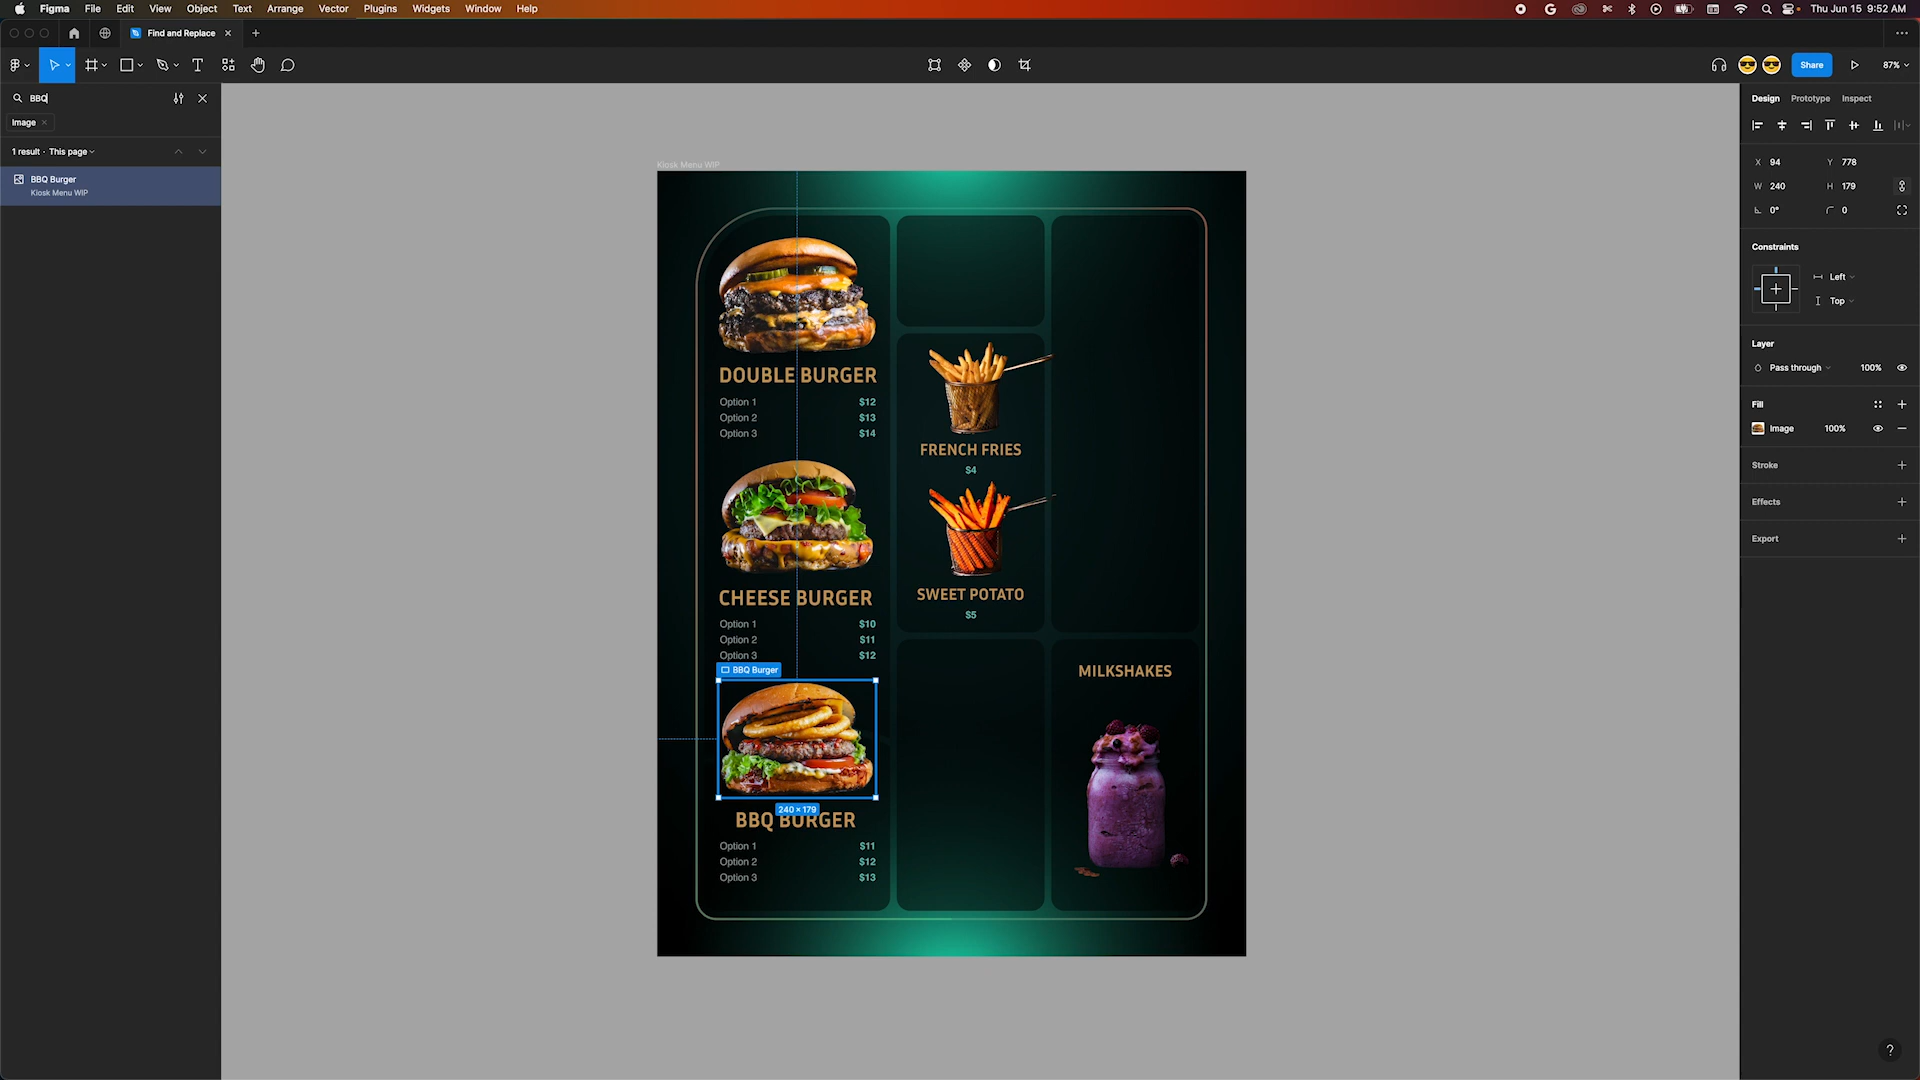 Figma File Edit View Object Text Arrange Vector Plugins Widgets Window Help
Thu Jun 15 9:52 AM
Find and Replace
Share
87%
BBQ
Image
1 result · This page
BBQ Burger
Kiosk Menu WIP
Kiosk Menu WIP
DOUBLE BURGER
Option 1 $12
Option 2 $13
Option 3 $14
CHEESE BURGER
Option 1 $10
Option 2 $11
Option 3 $12
BBQ Burger
240 × 179
BBQ BURGER
Option 1 $11
Option 2 $12
Option 3 $13
FRENCH FRIES
$4
SWEET POTATO
$5
MILKSHAKES
Design Prototype Inspect
X 94 Y 778
W 240 H 179
0° 0
Constraints
Left
Top
Layer
Pass through 100%
Fill
Image 100%
Stroke
Effects
Export
?